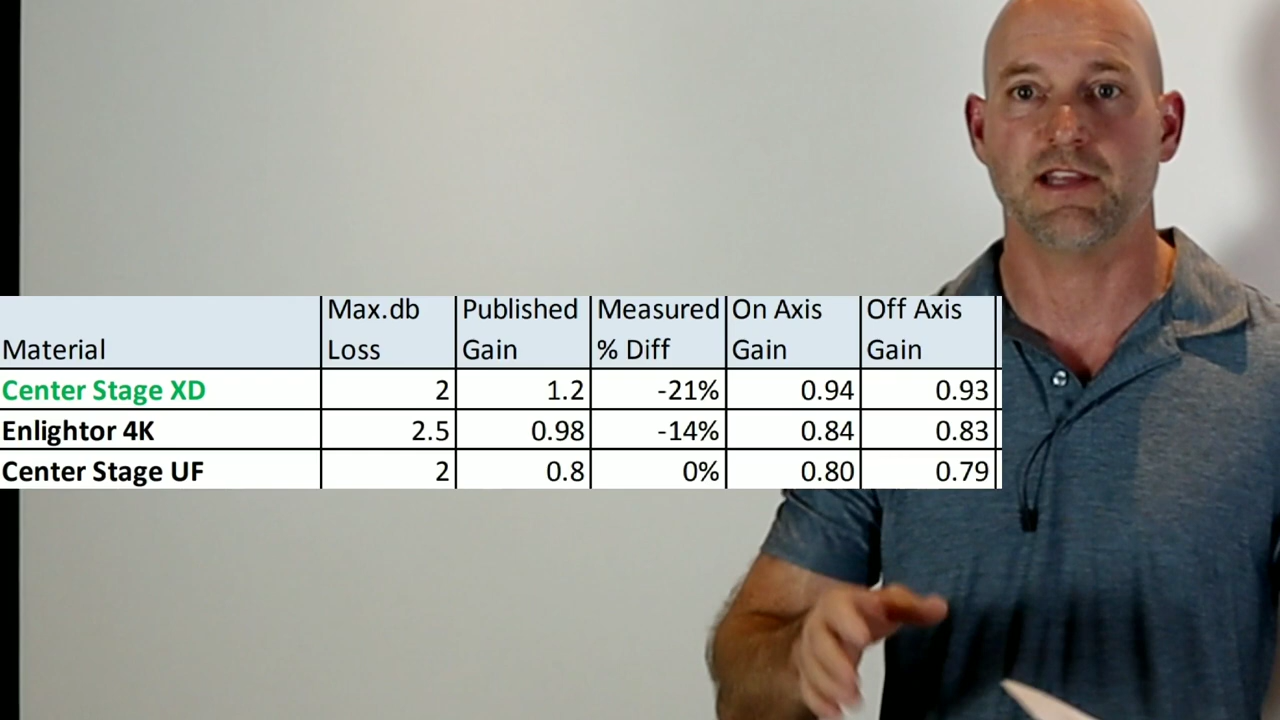 Material Max.db Loss Published Gain Measured % Diff On Axis Gain Off Axis Gain
Center Stage XD 2 1.2 -21% 0.94 0.93
Enlightor 4K 2.5 0.98 -14% 0.84 0.83
Center Stage UF 2 0.8 0% 0.80 0.79